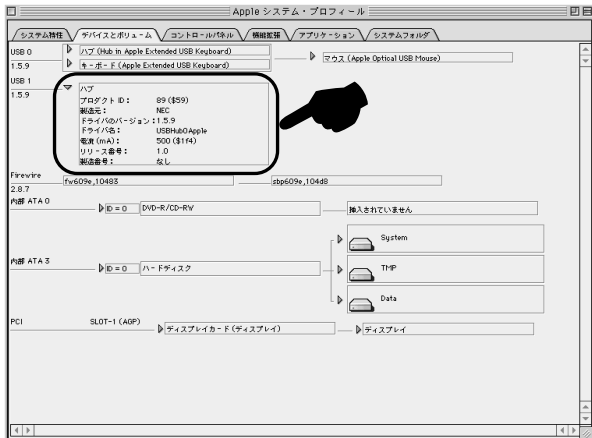 Apple システム・プロフィール
システム特性 デバイスとボリューム コントロールパネル 機能拡張 アプリケーション システムフォルダ
USB 0
1.5.9
ハブ (Hub in Apple Extended USB Keyboard)
キーボード (Apple Extended USB Keyboard)
マウス (Apple Optical USB Mouse)
USB 1
1.5.9
ハブ
プロダクト ID： 89 ($59)
製造元： NEC
ドライバのバージョン：1.5.9
ドライバ名： USBHub0Apple
電流 (mA)： 500 ($1f4)
リリース番号： 1.0
製造番号： なし
Firewire
2.8.7
fw609e,10483
sbp609e,104d8
内部 ATA 0
ID = 0 DVD-R/CD-RW
挿入されていません
内部 ATA 3
ID = 0 ハードディスク
System
TMP
Data
PCI SLOT-1 (AGP)
ディスプレイカード (ディスプレイ)
ディスプレイ